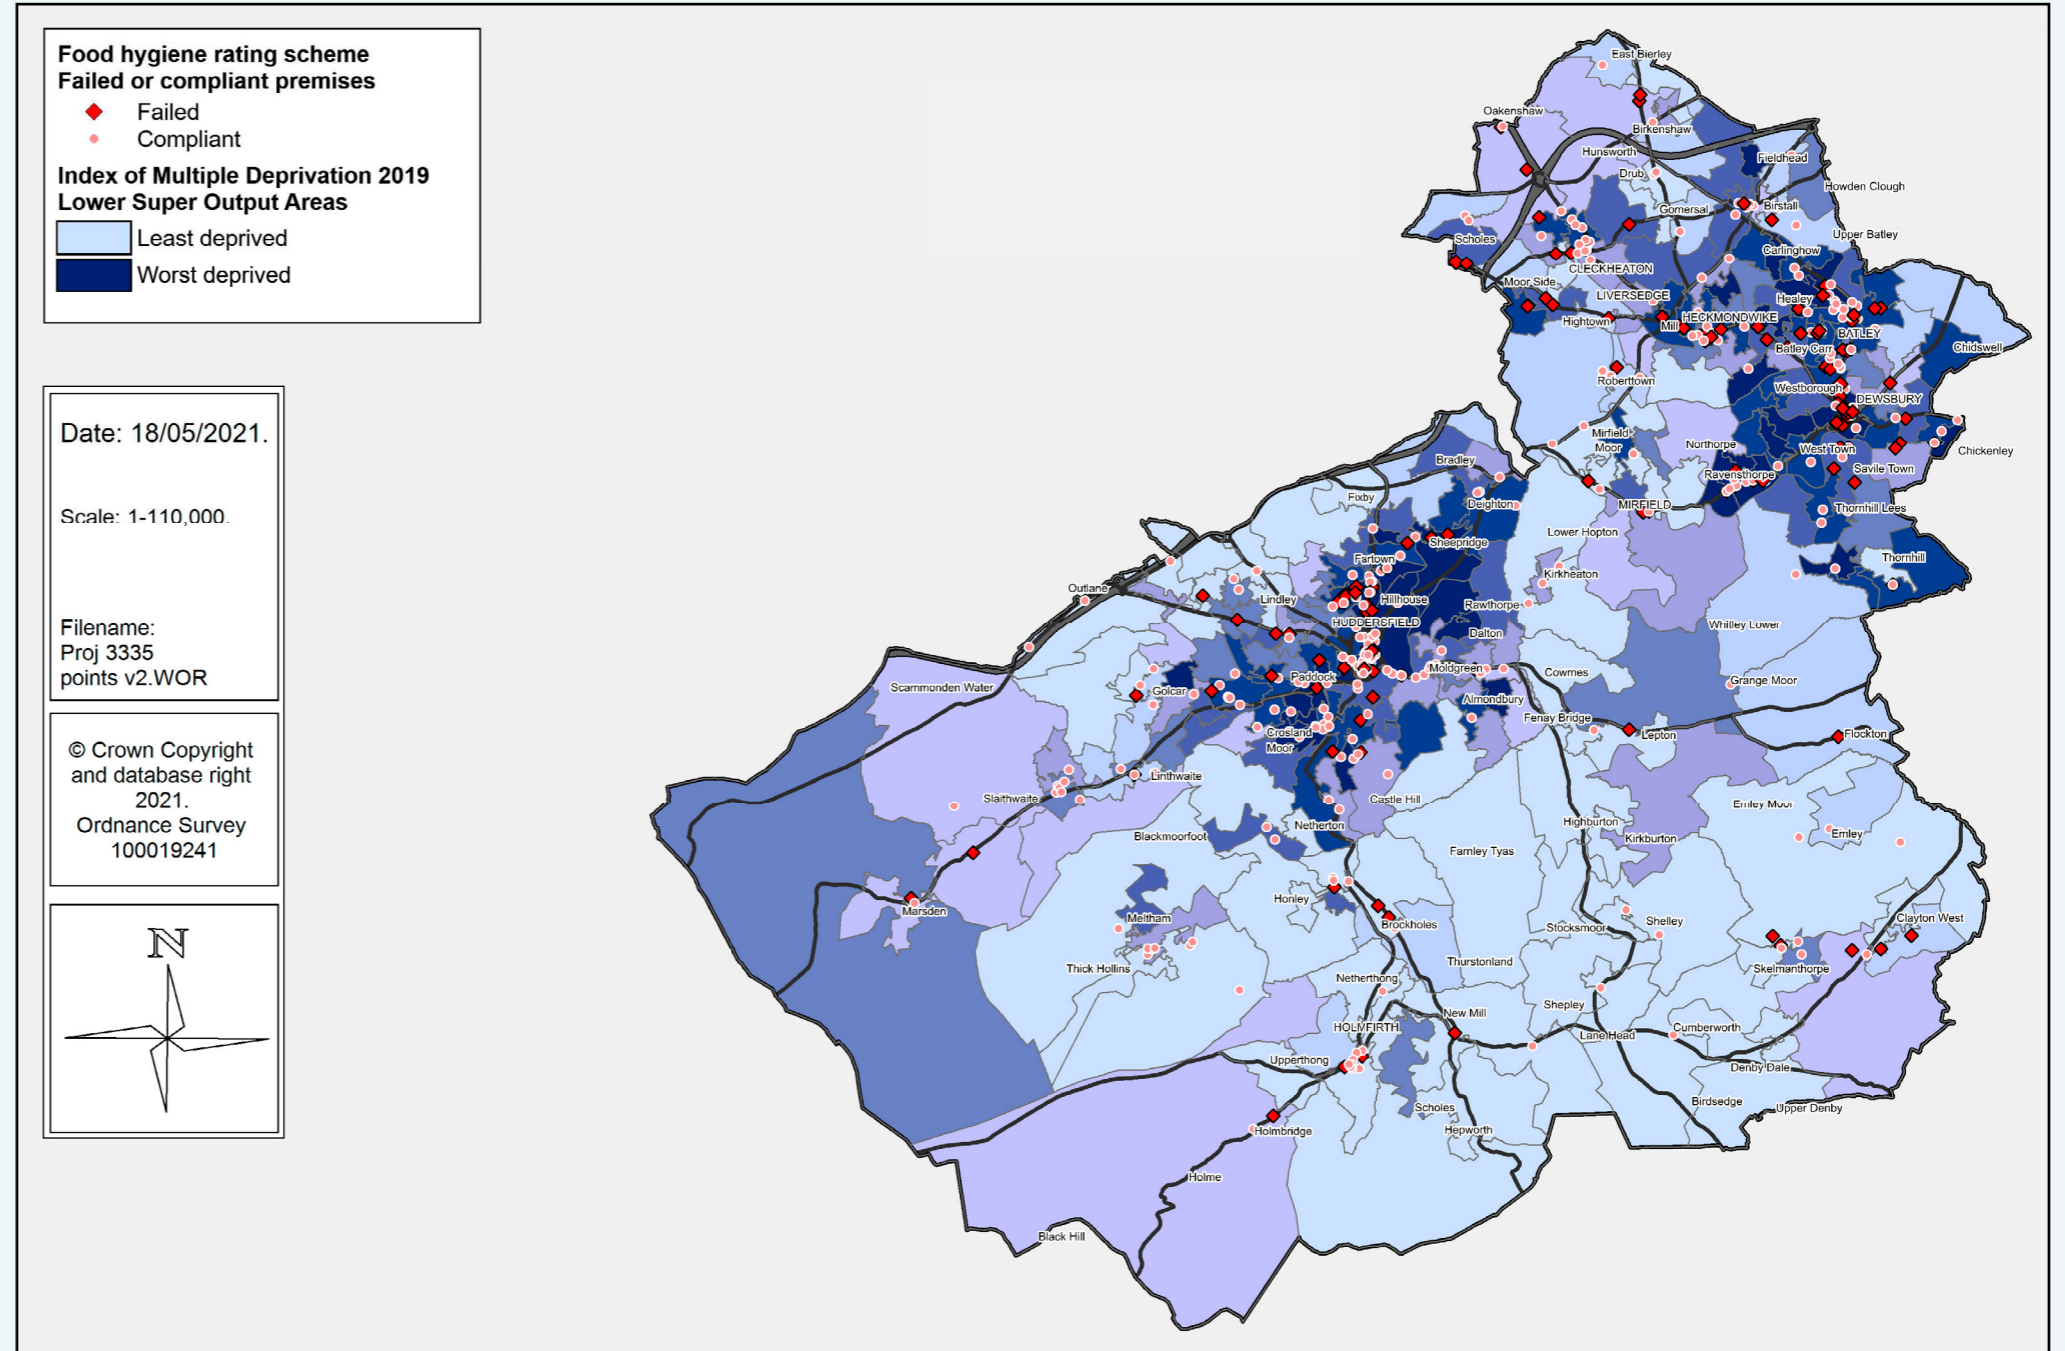 Food hygiene rating scheme
Failed or compliant premises
Failed
Compliant
Index of Multiple Deprivation 2019
Lower Super Output Areas
Least deprived
Worst deprived
Date: 18/05/2021.
Scale: 1-110,000.
Filename:
Proj 3335
points v2.WOR
© Crown Copyright
and database right
2021.
Ordnance Survey
100019241
N
East Bierley
Oakenshaw
Birkenshaw
Hunsworth
Fieldhead
Drub
Howden Clough
Gomersal
Birstall
Scholes
Upper Batley
Carlinghow
CLECKHEATON
Moor Side
LIVERSEDGE
Healey
Hightown
Mill
HECKMONDWIKE
BATLEY
Batley Carr
Chidswell
Roberttown
Westborough
DEWSBURY
Mirfield
Moor
Northorpe
West Town
Chickenley
Bradley
Ravensthorpe
Savile Town
Fixby
Deighton
MIRFIELD
Thornhill Lees
Lower Hopton
Sheepridge
Fartown
Thornhill
Kirkheaton
Outlane
Lindley
Hillhouse
Rawthorpe
HUDDERSFIELD
Whitley Lower
Dalton
Moldgreen
Cowmes
Paddock
Grange Moor
Scammonden Water
Golcar
Almondbury
Fenay Bridge
Crosland
Moor
Lepton
Flockton
Linthwaite
Slaithwaite
Castle Hill
Emley Moor
Netherton
Highburton
Blackmoorfoot
Kirkburton
Emley
Farnley Tyas
Honley
Marsden
Meltham
Brockholes
Stocksmoor
Shelley
Clayton West
Thurstonland
Thick Hollins
Skelmanthorpe
Netherthong
Shepley
New Mill
HOLMFIRTH
Lane Head
Cumberworth
Upperthong
Denby Dale
Scholes
Birdsedge
Upper Denby
Holmbridge
Hepworth
Holme
Black Hill